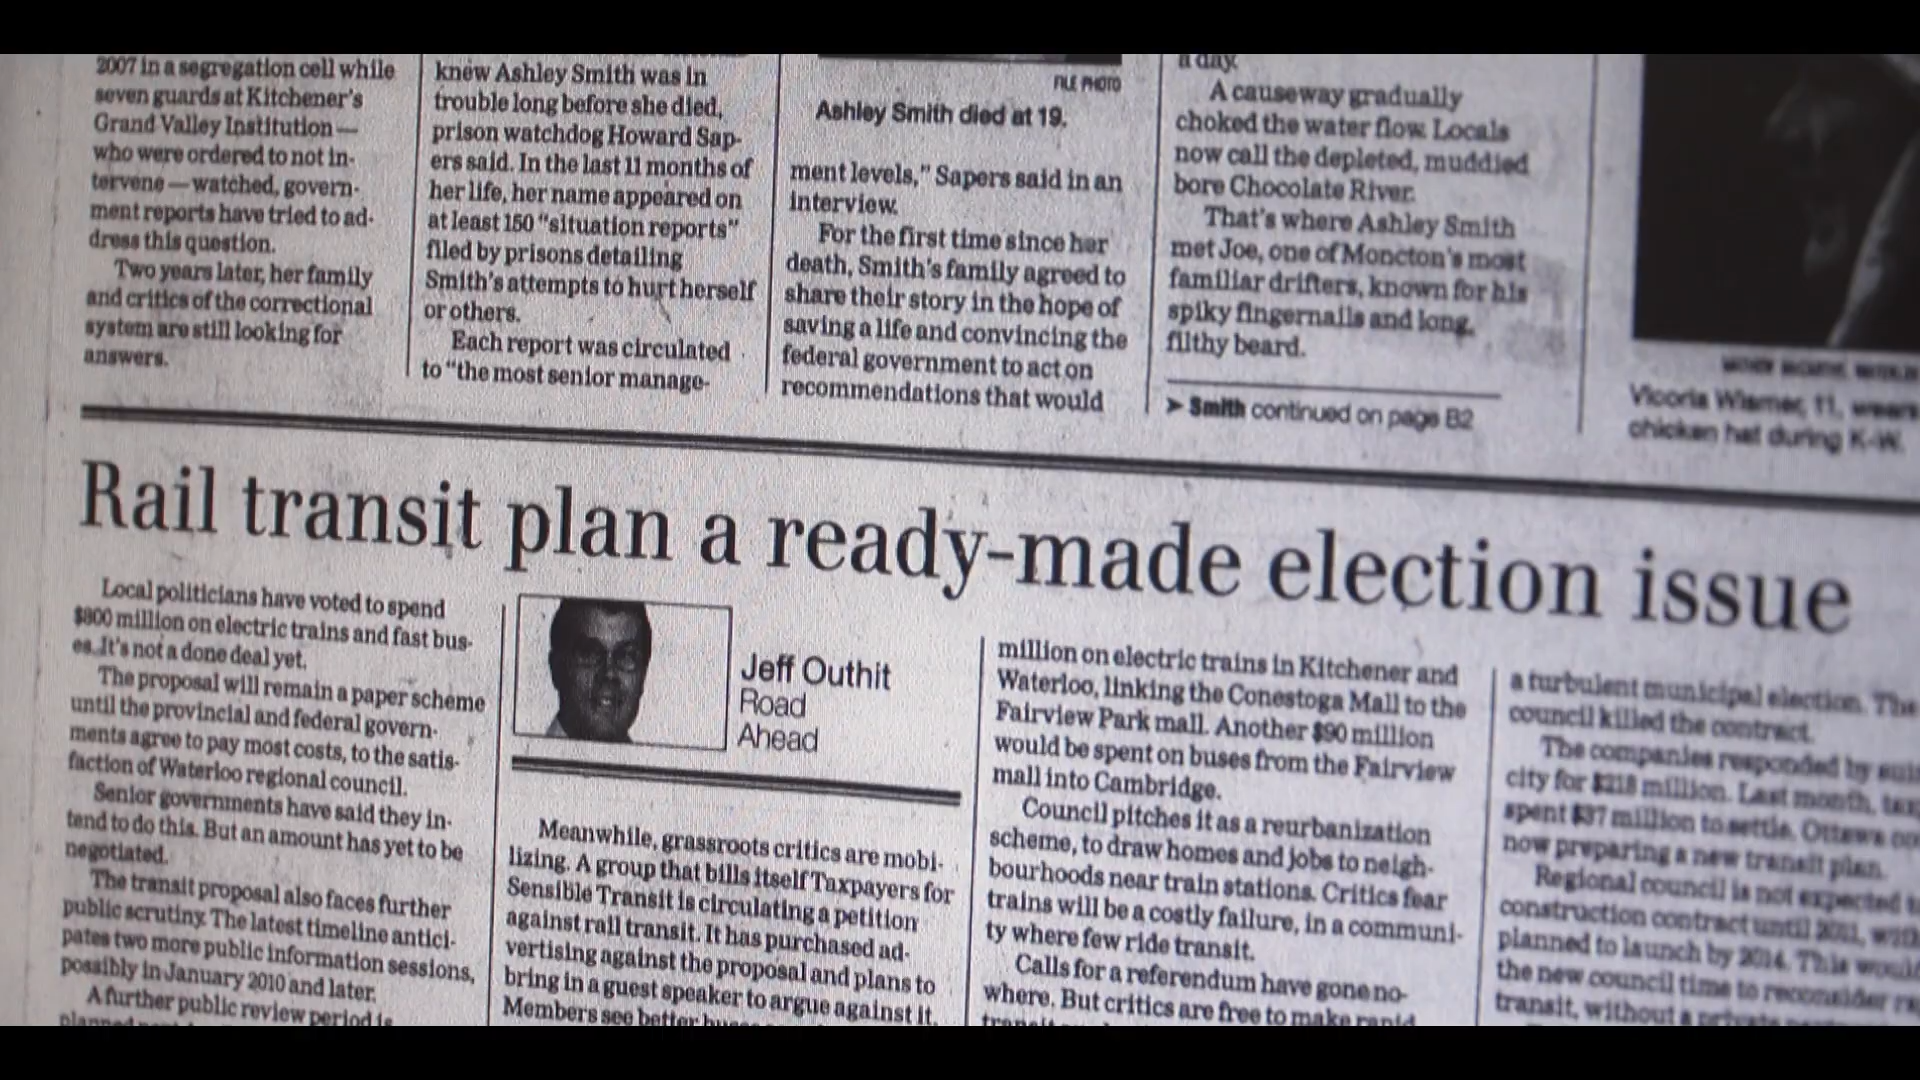 2007 in a segregation cell while
seven guards at Kitchener's
Grand Valley Institution —
who were ordered to not in-
tervene — watched, govern-
ment reports have tried to ad-
dress this question.
Two years later, her family
and critics of the correctional
system are still looking for
answers.
knew Ashley Smith was in
trouble long before she died,
prison watchdog Howard Sap-
ers said. In the last 11 months of
her life, her name appeared on
at least 150 "situation reports"
filed by prisons detailing
Smith's attempts to hurt herself
or others.
Each report was circulated
to "the most senior manage-
FILE PHOTO
Ashley Smith died at 19.
ment levels," Sapers said in an
interview.
For the first time since her
death, Smith's family agreed to
share their story in the hope of
saving a life and convincing the
federal government to act on
recommendations that would
a day.
A causeway gradually
choked the water flow. Locals
now call the depleted, muddied
bore Chocolate River.
That's where Ashley Smith
met Joe, one of Moncton's most
familiar drifters, known for his
spiky fingernails and long,
filthy beard.
➤ Smith continued on page B2
11, wears
chicken hat during K-W.
Rail transit plan a ready-made election issue
Local politicians have voted to spend
$800 million on electric trains and fast bus-
es. It's not a done deal yet.
The proposal will remain a paper scheme
until the provincial and federal govern-
ments agree to pay most costs, to the satis-
faction of Waterloo regional council.
Senior governments have said they in-
tend to do this. But an amount has yet to be
negotiated.
The transit proposal also faces further
public scrutiny. The latest timeline antici-
pates two more public information sessions,
possibly in January 2010 and later.
A further public review period is
planned
Jeff Outhit
Road
Ahead
Meanwhile, grassroots critics are mobi-
lizing. A group that bills itself Taxpayers for
Sensible Transit is circulating a petition
against rail transit. It has purchased ad-
vertising against the proposal and plans to
bring in a guest speaker to argue against it.
Members see better
million on electric trains in Kitchener and
Waterloo, linking the Conestoga Mall to the
Fairview Park mall. Another $90 million
would be spent on buses from the Fairview
mall into Cambridge.
Council pitches it as a reurbanization
scheme, to draw homes and jobs to neigh-
bourhoods near train stations. Critics fear
trains will be a costly failure, in a communi-
ty where few ride transit.
Calls for a referendum have gone no-
where. But critics are free to make rapid
a turbulent municipal election. The
council killed the contract.
The companies responded by
city for $218 million. Last month,
spent $37 million to settle. Ottawa
now preparing a new transit plan.
Regional council is not expected
construction contract until
planned to launch by 2014. This
the new council time to reconsider
transit, without a private